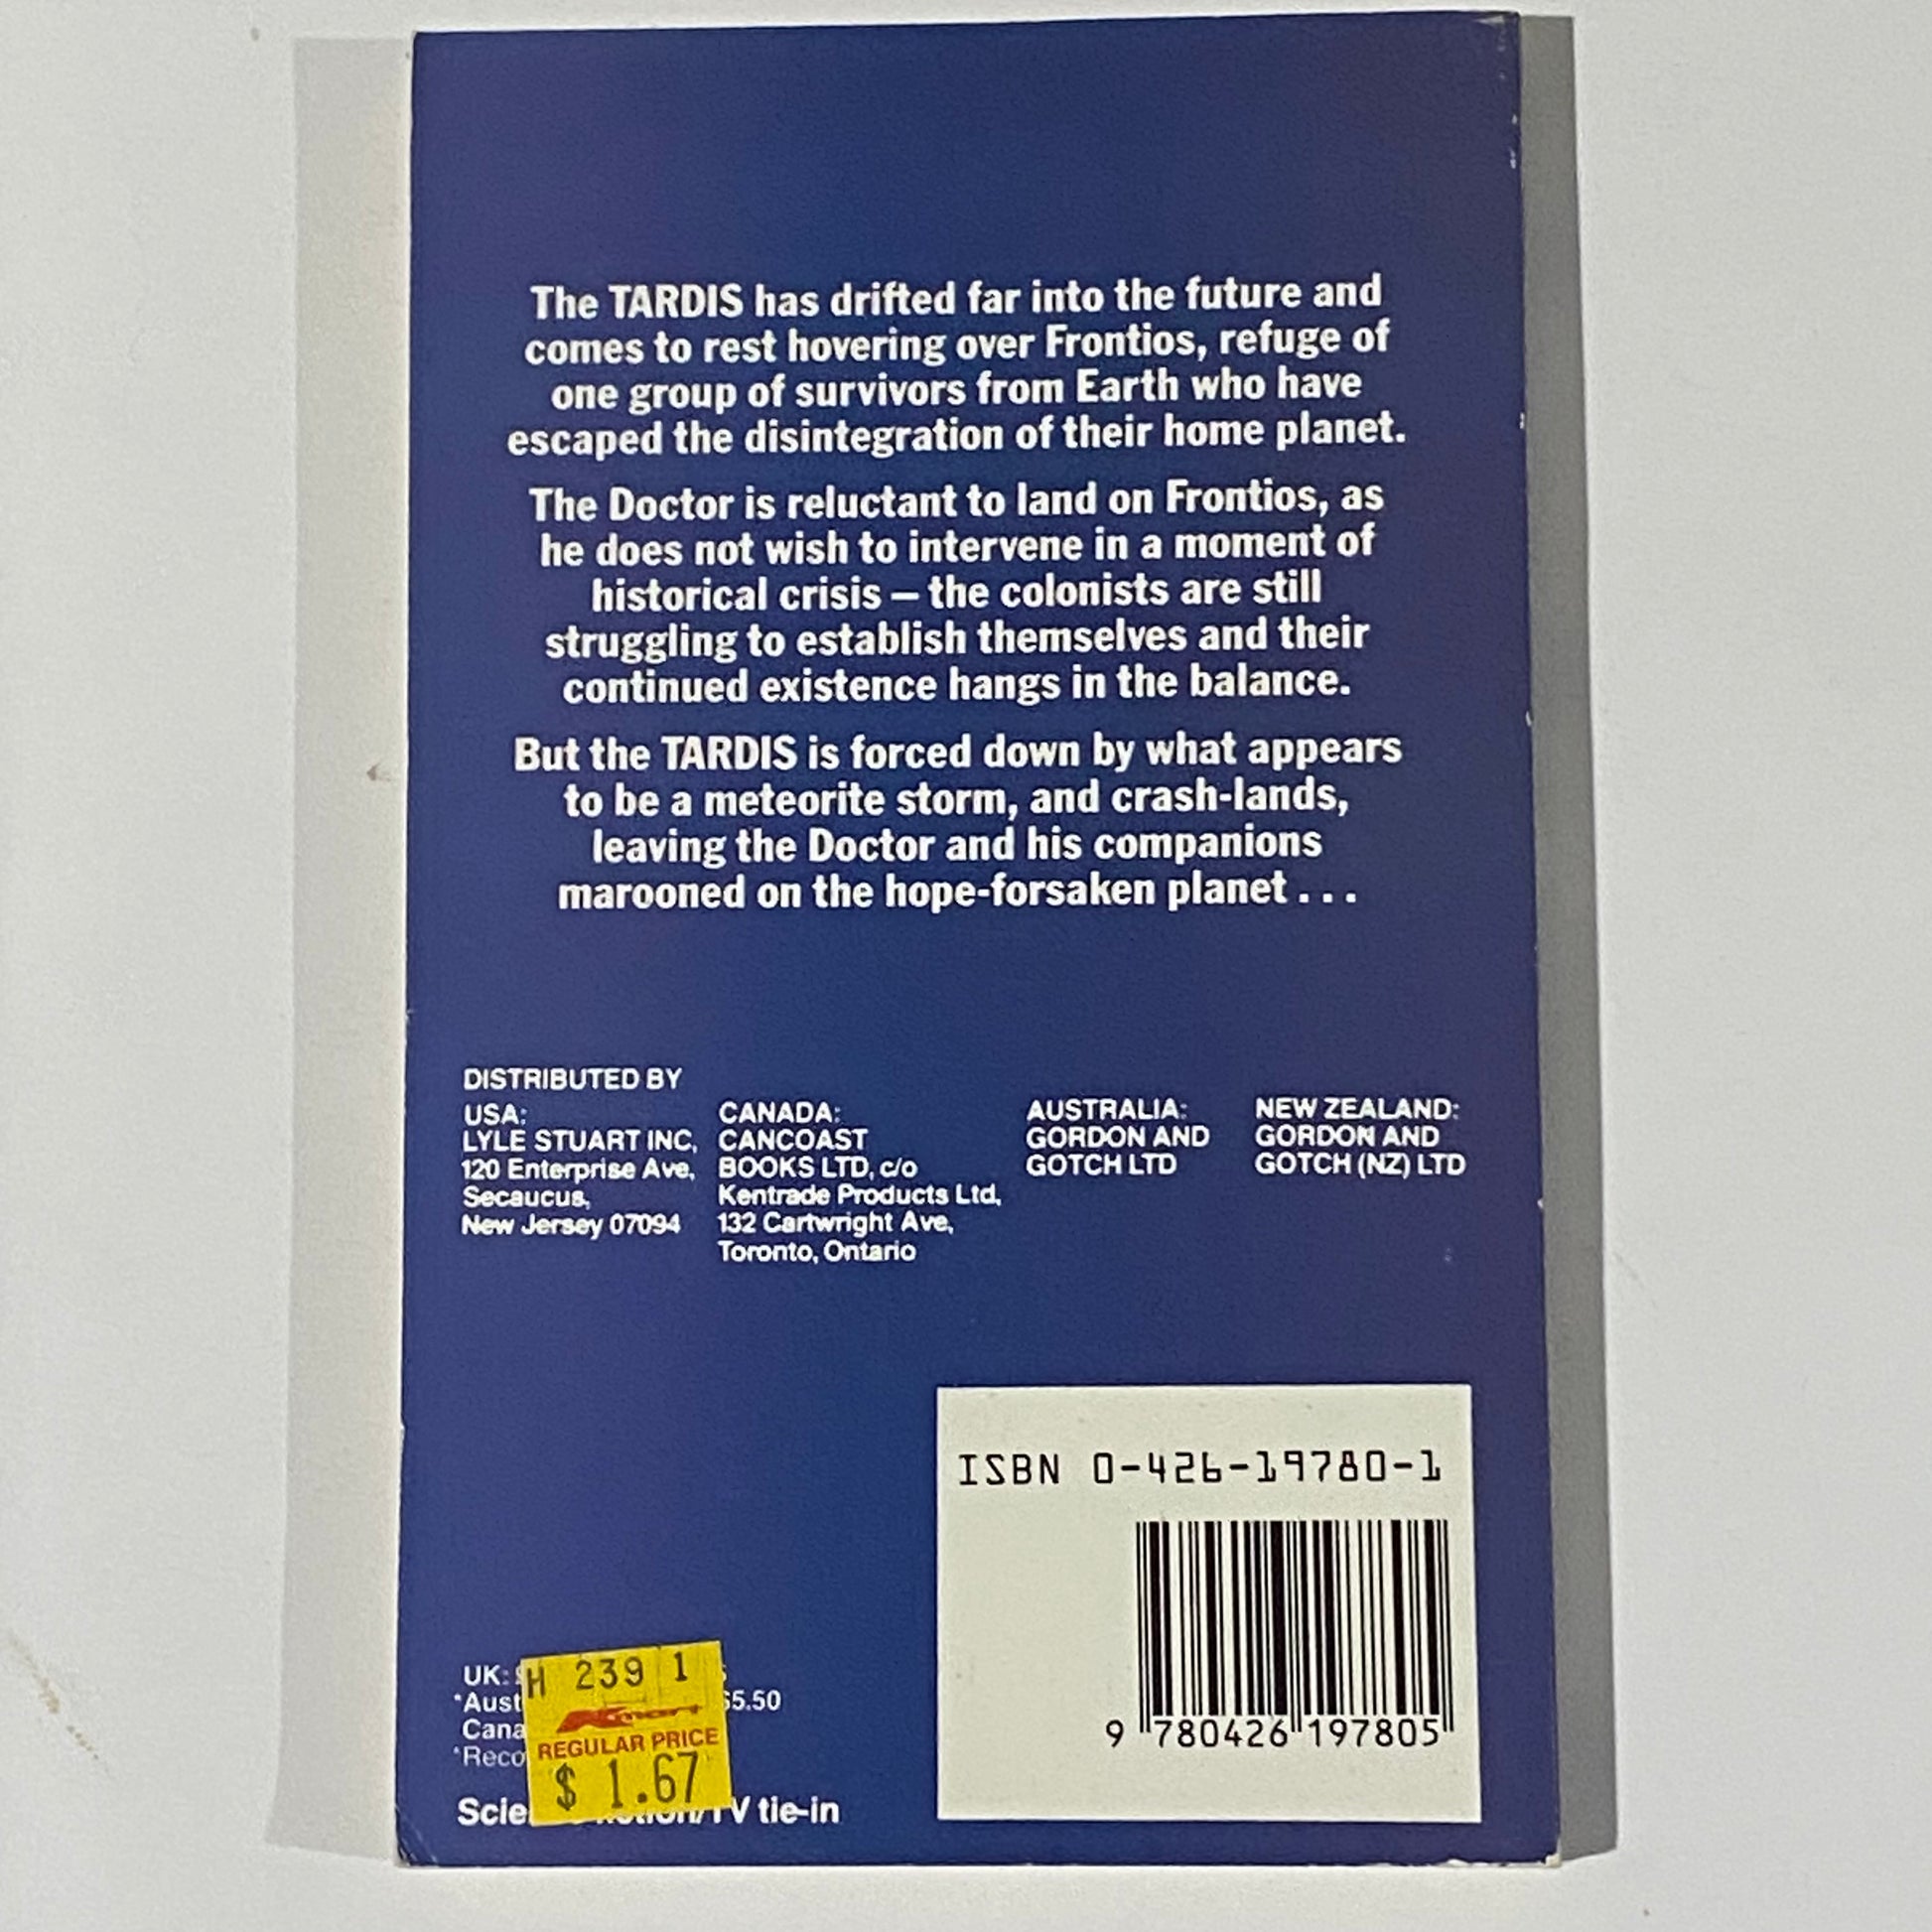 The TARDIS has drifted far into the future and
comes to rest hovering over Frontios, refuge of
one group of survivors from Earth who have
escaped the disintegration of their home planet.
The Doctor is reluctant to land on Frontios, as
he does not wish to intervene in a moment of
historical crisis – the colonists are still
struggling to establish themselves and their
continued existence hangs in the balance.
But the TARDIS is forced down by what appears
to be a meteorite storm, and crash-lands,
leaving the Doctor and his companions
marooned on the hope-forsaken planet . . .
DISTRIBUTED BY
USA:
LYLE STUART INC,
120 Enterprise Ave,
Secaucus,
New Jersey 07094
CANADA:
CANCOAST
BOOKS LTD, c/o
Kentrade Products Ltd,
132 Cartwright Ave,
Toronto, Ontario
AUSTRALIA:
GORDON AND
GOTCH LTD
NEW ZEALAND:
GORDON AND
GOTCH (NZ) LTD
ISBN 0-426-19780-1
9 780426 197805
UK:
$5.50
H 239 1
Kmart
REGULAR PRICE
$ 1.67
TV tie-in